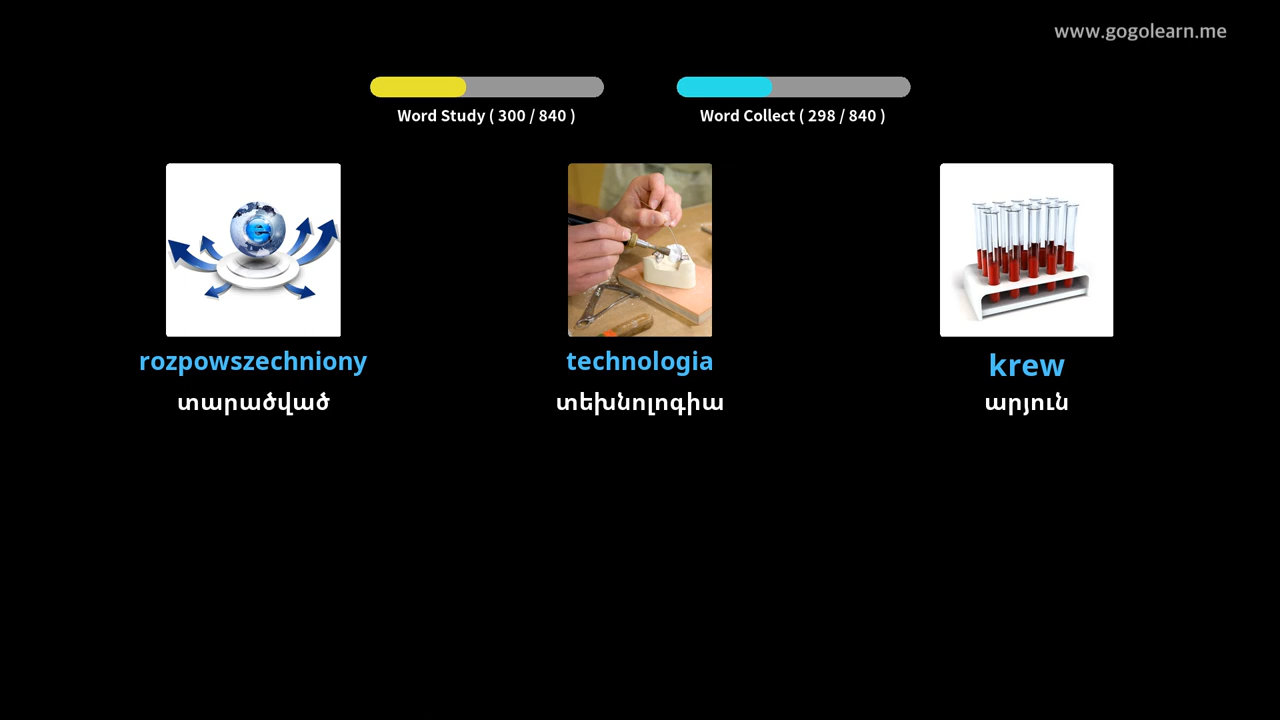 www.gogolearn.me
Word Study ( 300 / 840 )
Word Collect ( 298 / 840 )
e
rozpowszechniony
technologia
krew
տարածված
տեխնոլոգիա
արյուն